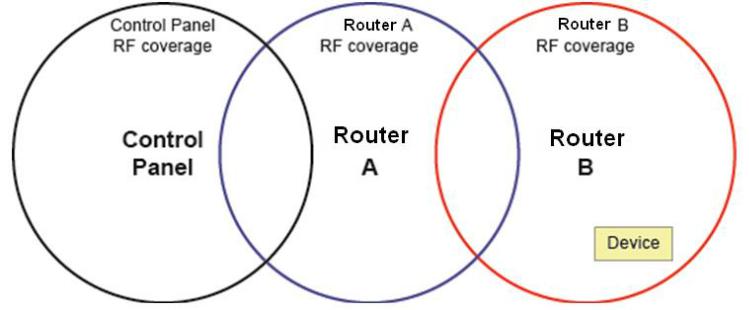 Control Panel
RF coverage
Router A
RF coverage
Router B
RF coverage
Control
Panel
Router
A
Router
B
Device